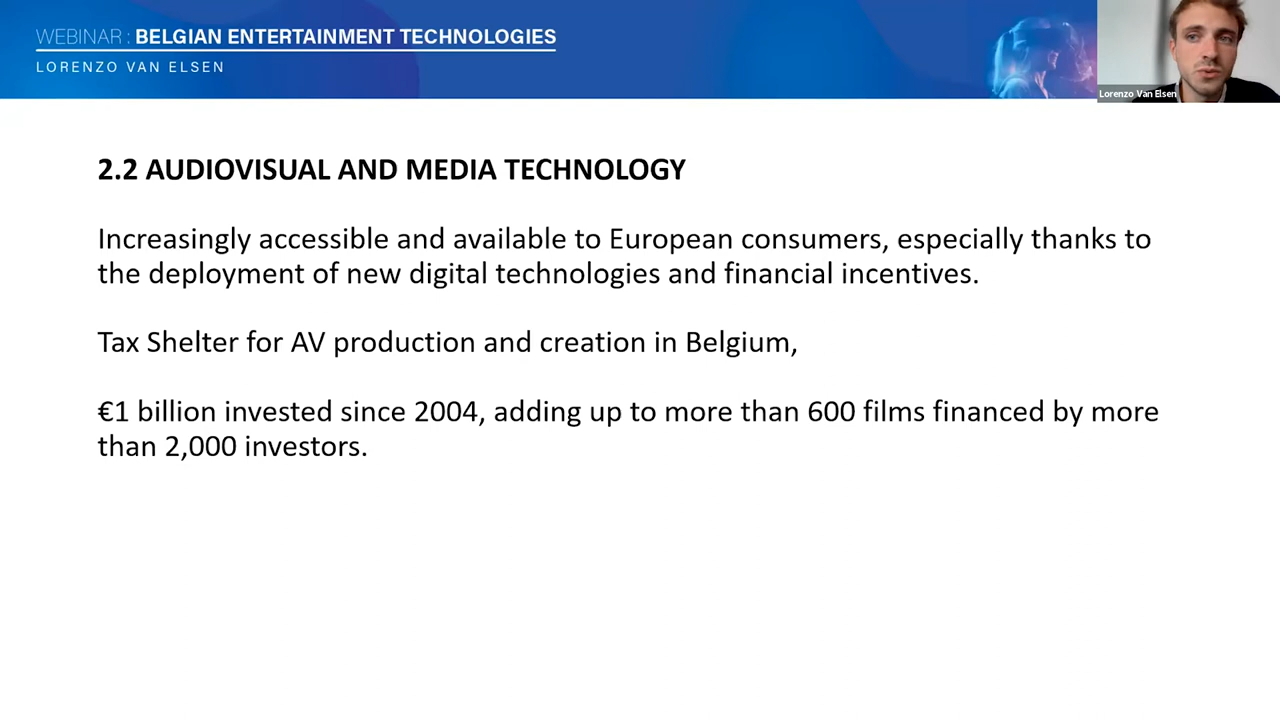 WEBINAR : BELGIAN ENTERTAINMENT TECHNOLOGIES
LORENZO VAN ELSEN
Lorenzo Van Elsen
2.2 AUDIOVISUAL AND MEDIA TECHNOLOGY
Increasingly accessible and available to European consumers, especially thanks to
the deployment of new digital technologies and financial incentives.
Tax Shelter for AV production and creation in Belgium,
€1 billion invested since 2004, adding up to more than 600 films financed by more
than 2,000 investors.